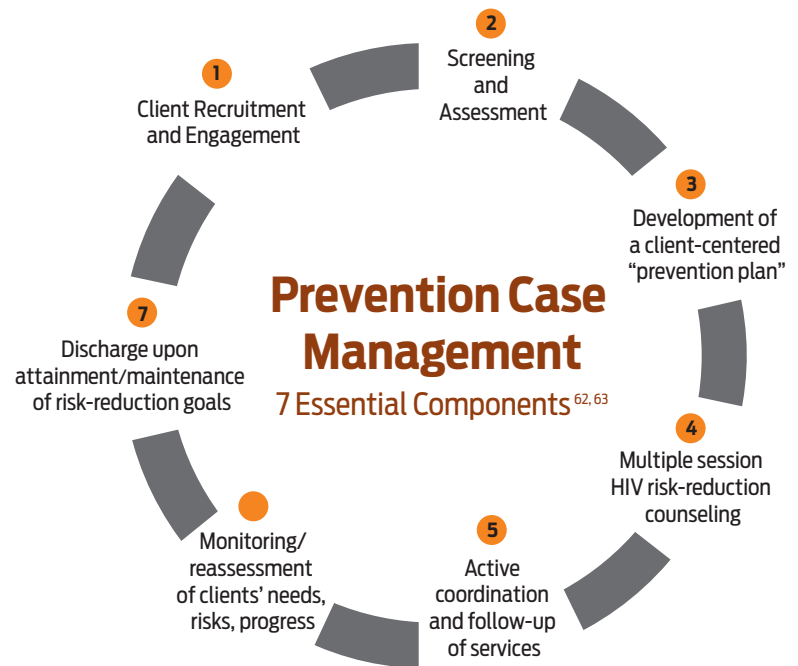 1
Client Recruitment
and Engagement
2
Screening
and
Assessment
3
Development of
a client-centered
“prevention plan”
Prevention Case
Management
7 Essential Components 62, 63
4
Multiple session
HIV risk-reduction
counseling
5
Active
coordination
and follow-up
of services
Monitoring/
reassessment
of clients’ needs,
risks, progress
7
Discharge upon
attainment/maintenance
of risk-reduction goals